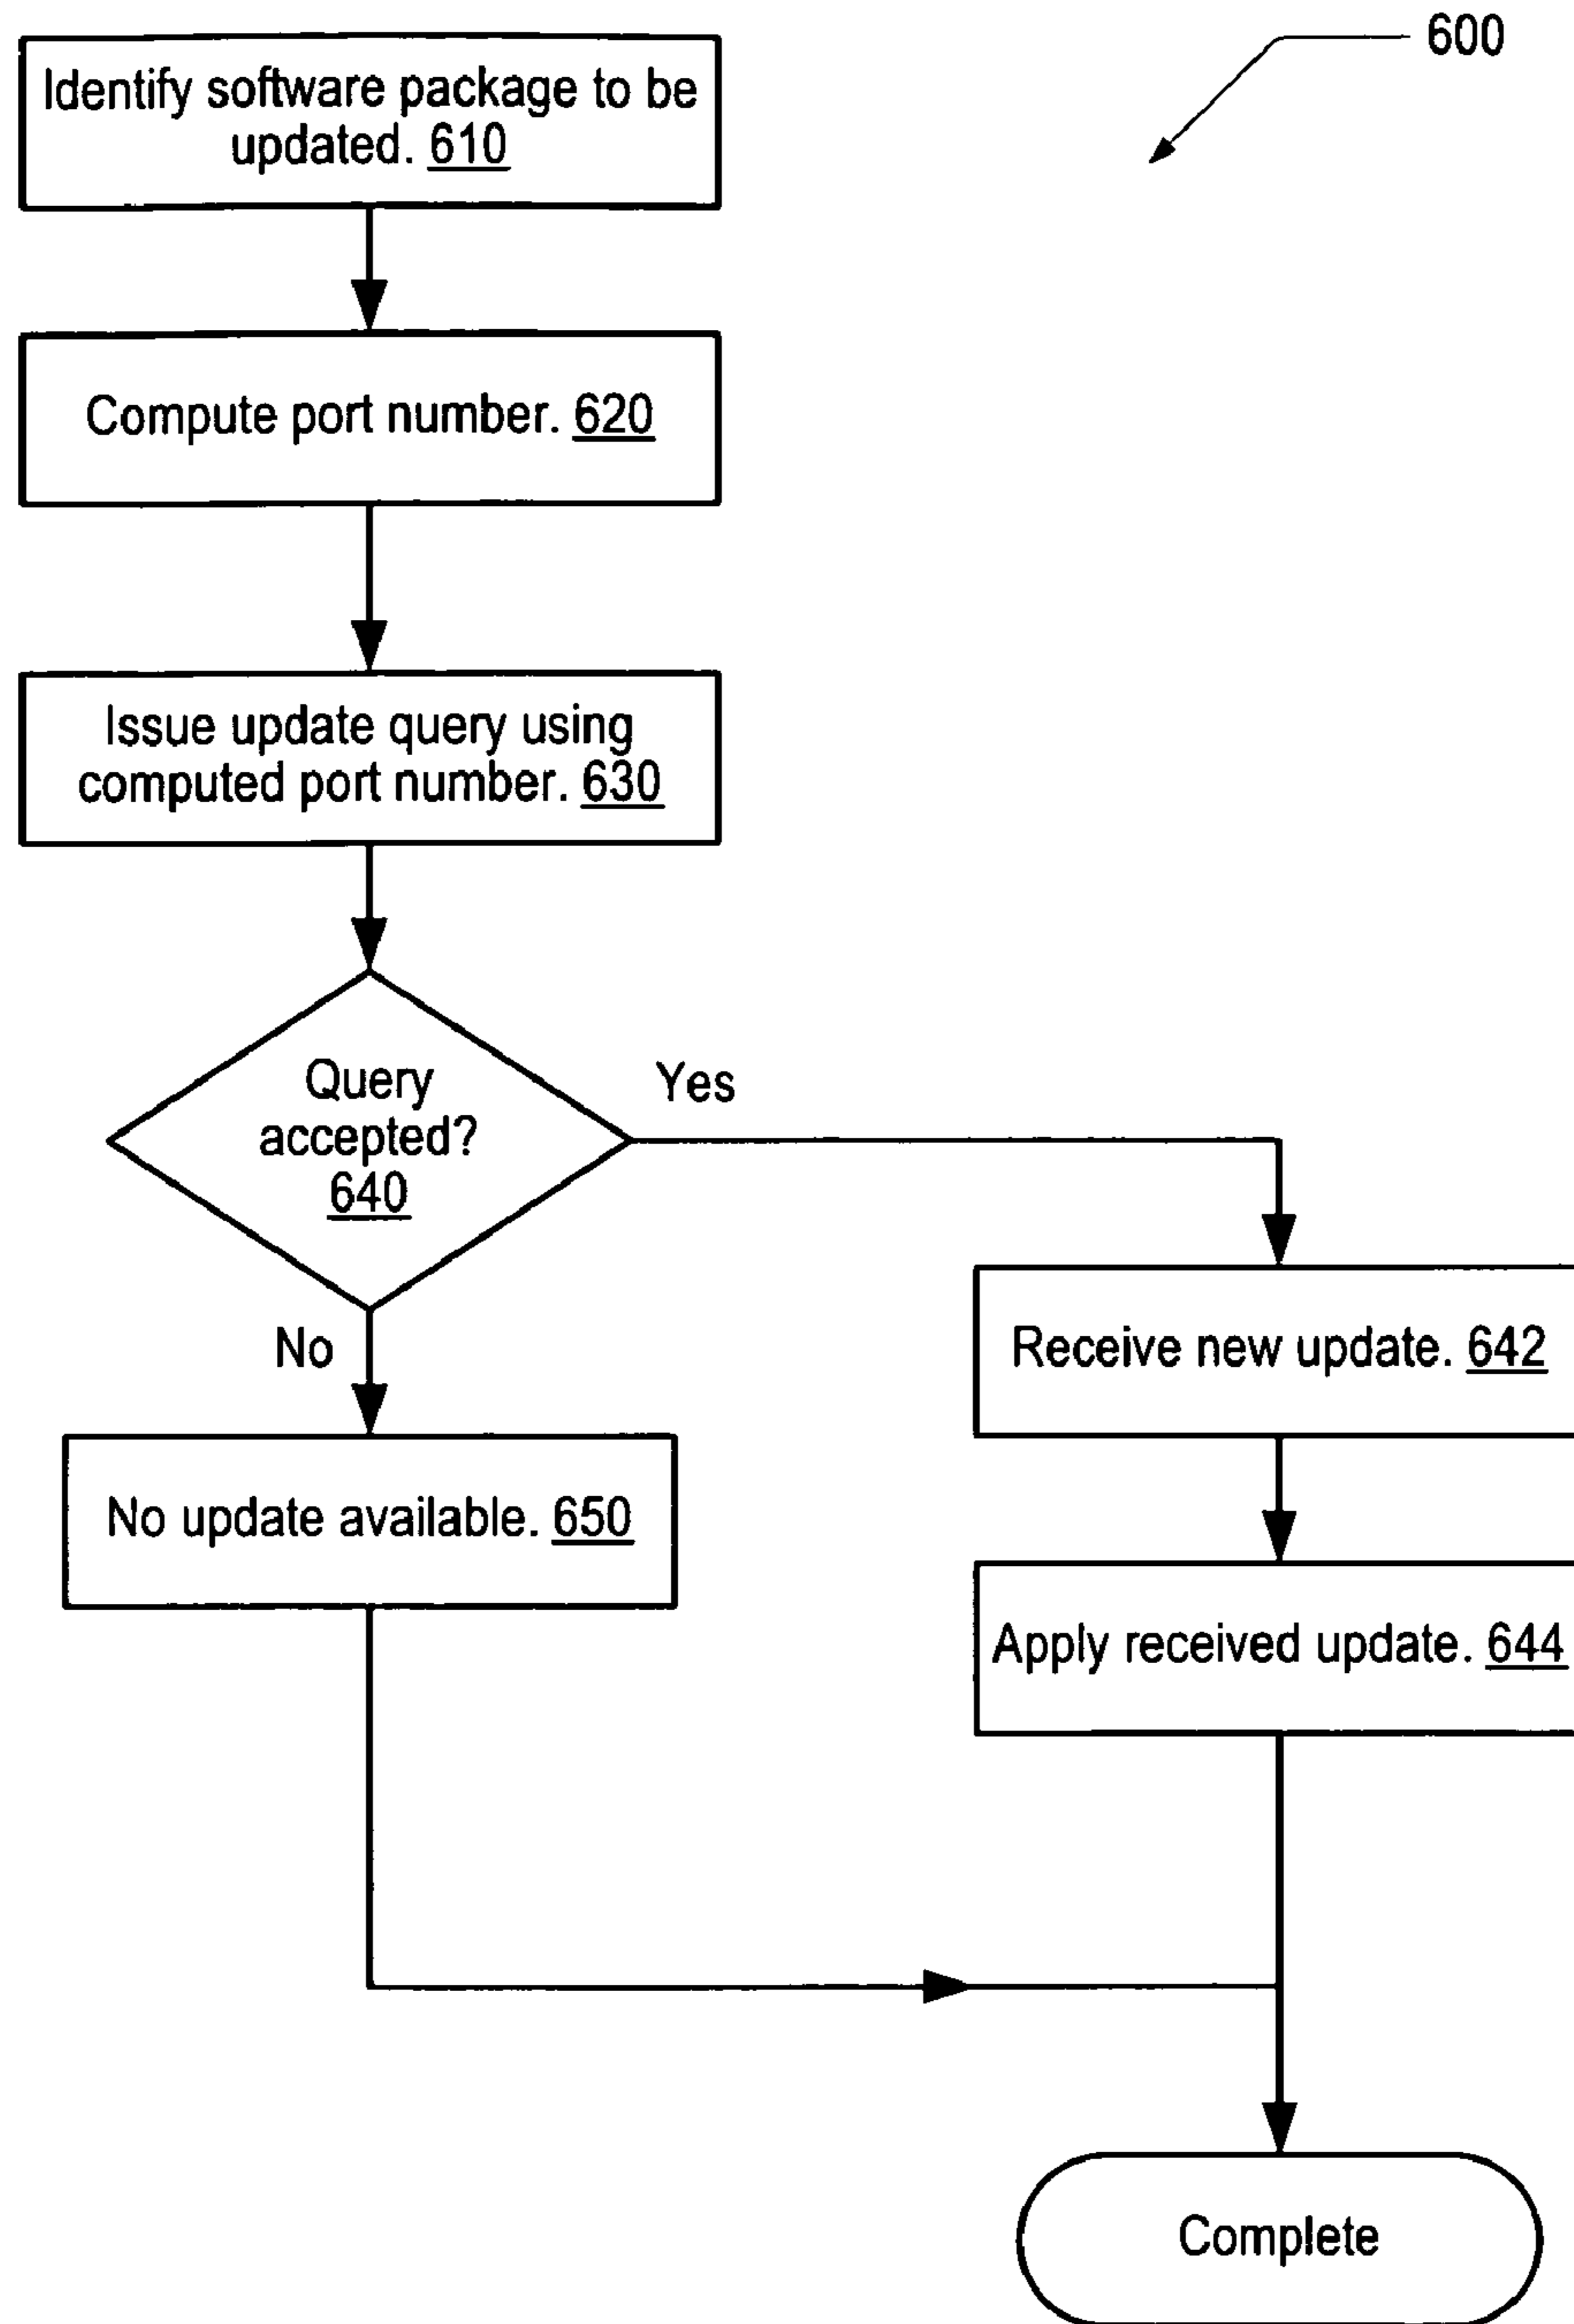 600
Identify software package to be
updated. 610
Compute port number. 620
Issue update query using
computed port number. 630
Query
accepted?
640
Yes
No
Receive new update. 642
No update available. 650
Apply received update. 644
Complete